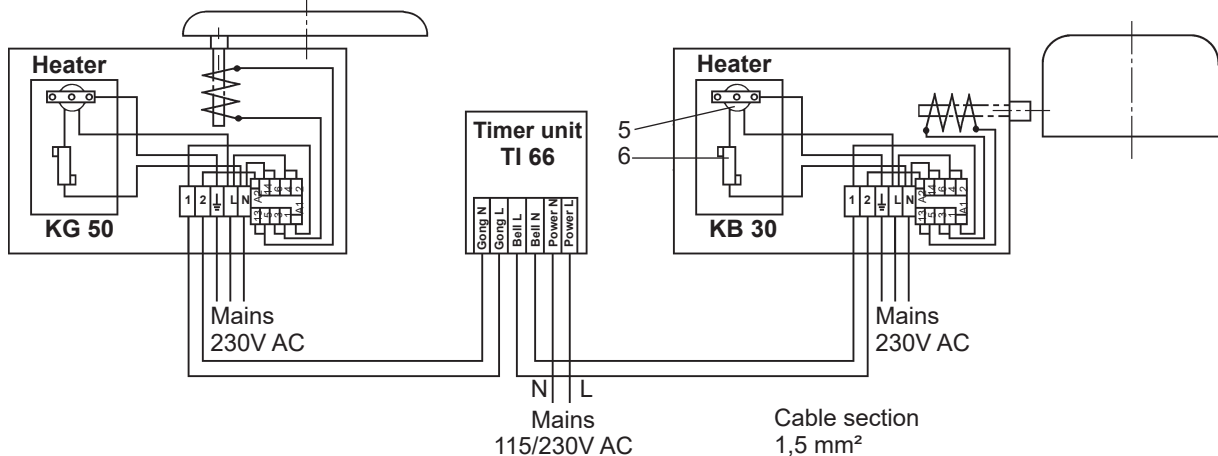 Heater
KG 50
1 2 L N
A2 14 6 4 2
13 5 3 1 A1
Mains
230V AC
Timer unit
TI 66
Gong N
Gong L
Bell L
Bell N
Power N
Power L
N L
Mains
115/230V AC
5
6
Heater
KB 30
1 2 L N
A2 14 6 4 2
13 5 3 1 A1
Mains
230V AC
Cable section
1,5 mm²